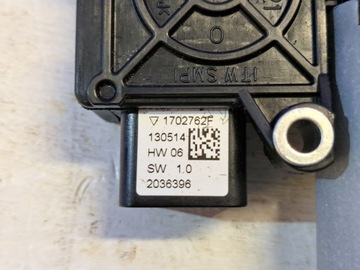 O
ITW SMPI
▽ 1702762F
130514
HW 06
SW 1.0
2036396